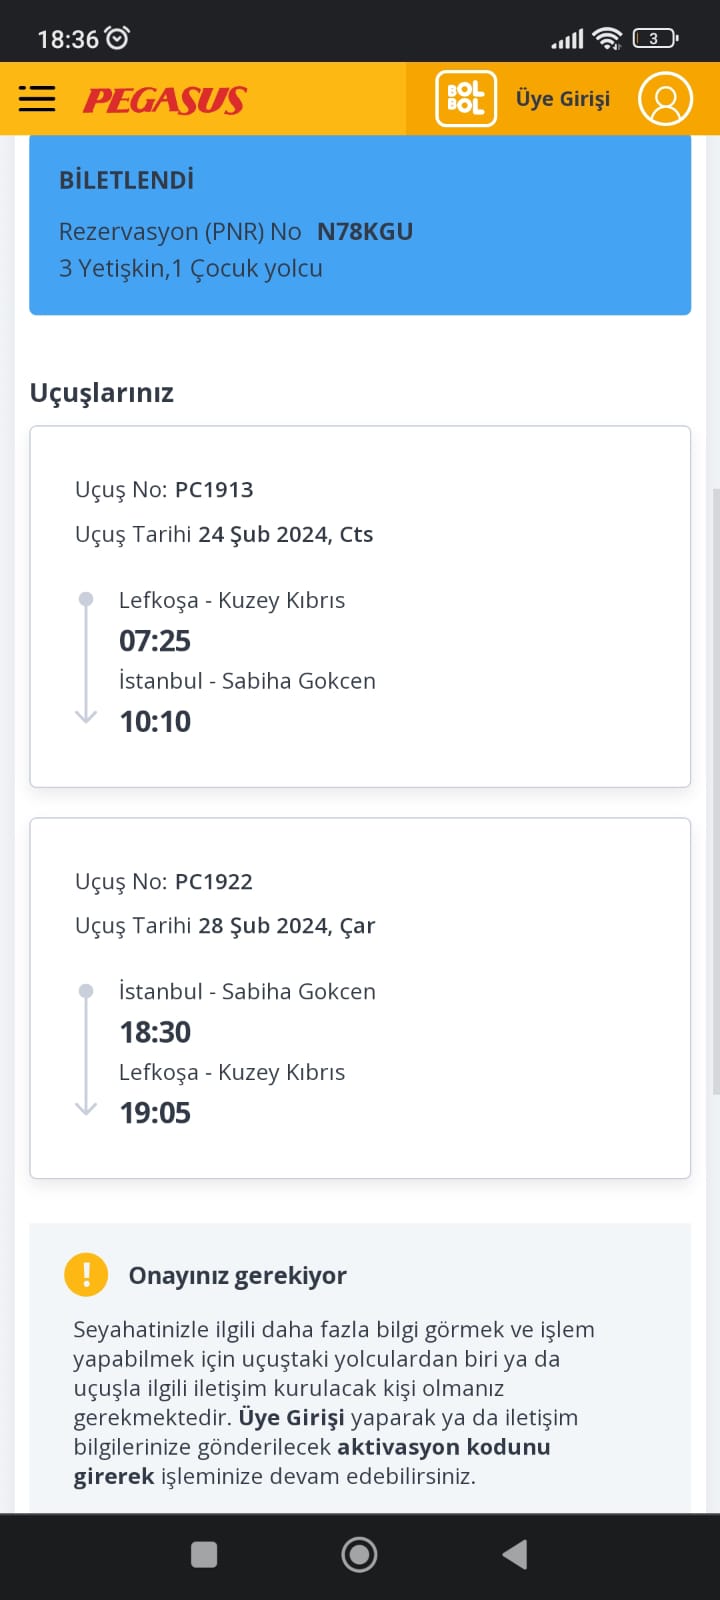 18:36
3
PEGASUS
BOL
BOL
Üye Girişi
BİLETLENDİ
Rezervasyon (PNR) No N78KGU
3 Yetişkin,1 Çocuk yolcu
Uçuşlarınız
Uçuş No: PC1913
Uçuş Tarihi 24 Şub 2024, Cts
Lefkoşa - Kuzey Kıbrıs
07:25
İstanbul - Sabiha Gokcen
10:10
Uçuş No: PC1922
Uçuş Tarihi 28 Şub 2024, Çar
İstanbul - Sabiha Gokcen
18:30
Lefkoşa - Kuzey Kıbrıs
19:05
Onayınız gerekiyor
Seyahatinizle ilgili daha fazla bilgi görmek ve işlem
yapabilmek için uçuştaki yolculardan biri ya da
uçuşla ilgili iletişim kurulacak kişi olmanız
gerekmektedir. Üye Girişi yaparak ya da iletişim
bilgilerinize gönderilecek aktivasyon kodunu
girerek işleminize devam edebilirsiniz.